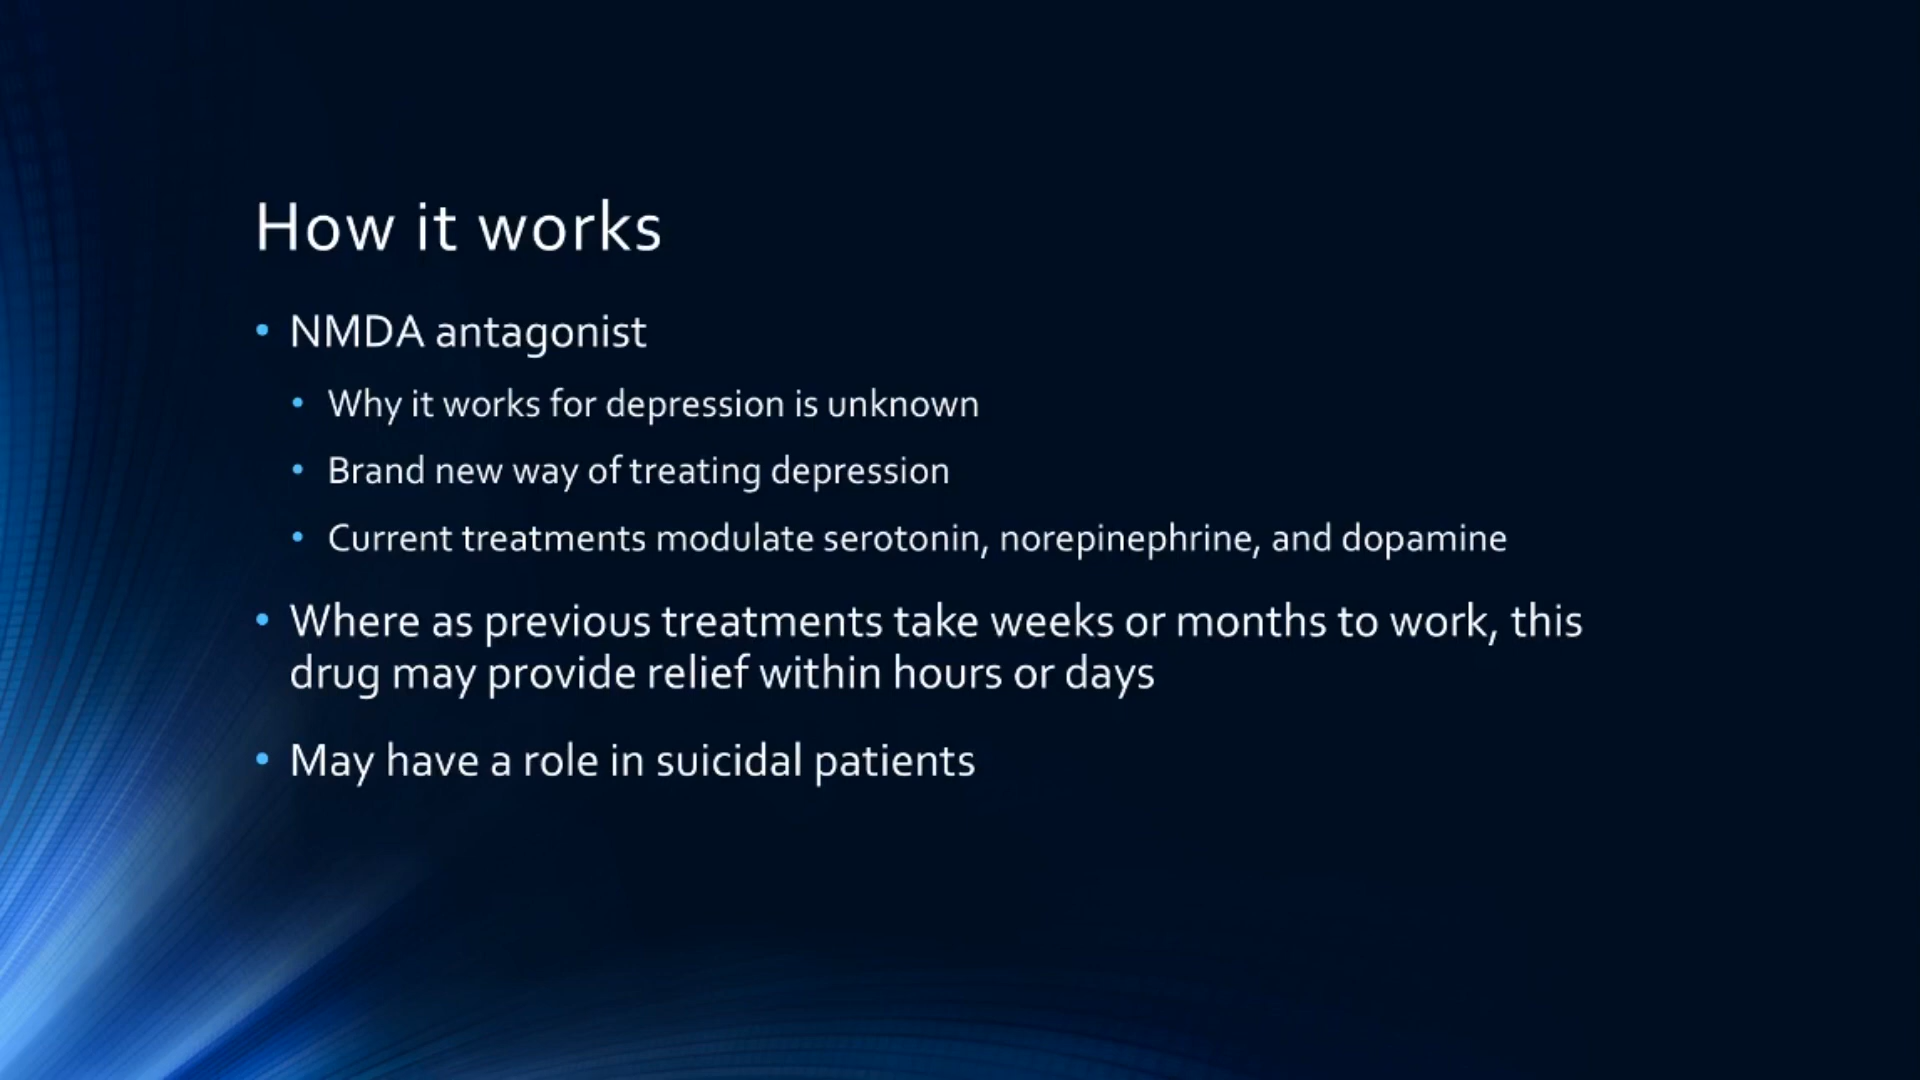 How it works
• NMDA antagonist
• Why it works for depression is unknown
• Brand new way of treating depression
• Current treatments modulate serotonin, norepinephrine, and dopamine
• Where as previous treatments take weeks or months to work, this
drug may provide relief within hours or days
• May have a role in suicidal patients